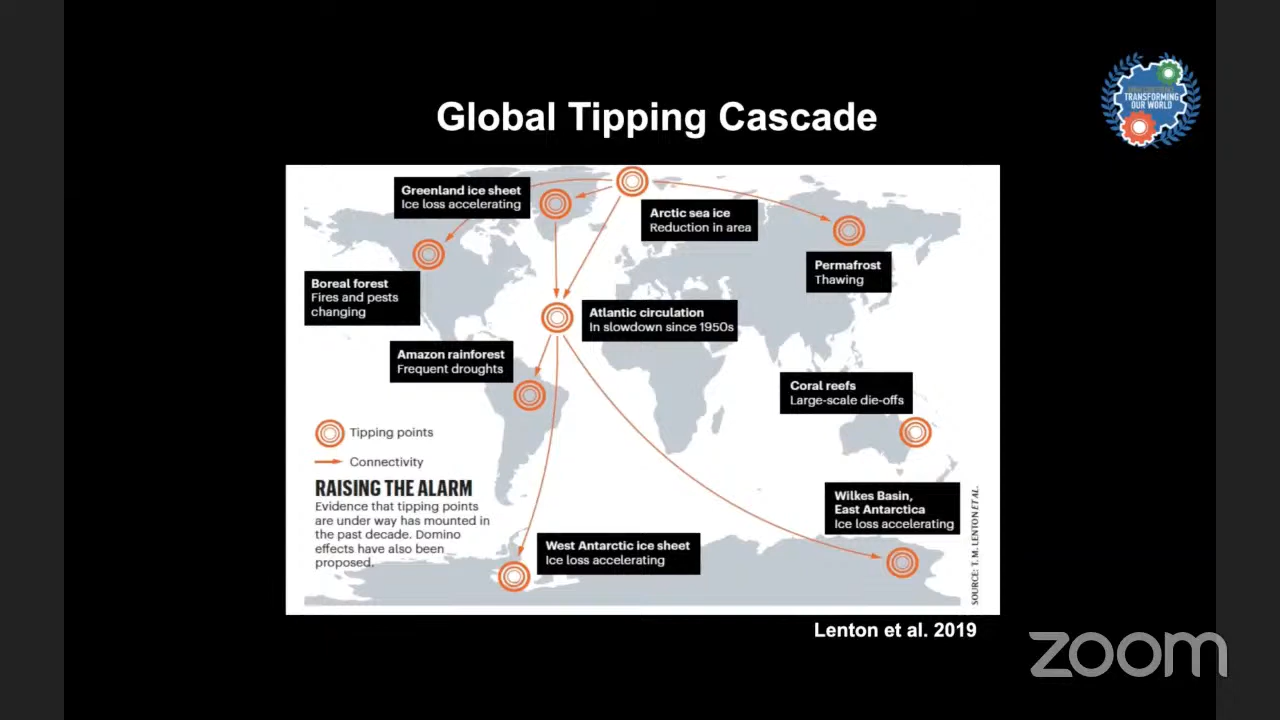 TRANSFORMING
OUR WORLD
Global Tipping Cascade
Greenland ice sheet
Ice loss accelerating
Arctic sea ice
Reduction in area
Permafrost
Thawing
Boreal forest
Fires and pests
changing
Atlantic circulation
In slowdown since 1950s
Amazon rainforest
Frequent droughts
Coral reefs
Large-scale die-offs
Tipping points
Connectivity
RAISING THE ALARM
Evidence that tipping points
are under way has mounted in
the past decade. Domino
effects have also been
proposed.
Wilkes Basin,
East Antarctica
Ice loss accelerating
West Antarctic ice sheet
Ice loss accelerating
SOURCE: T. M. LENTON ET AL.
Lenton et al. 2019
zoom